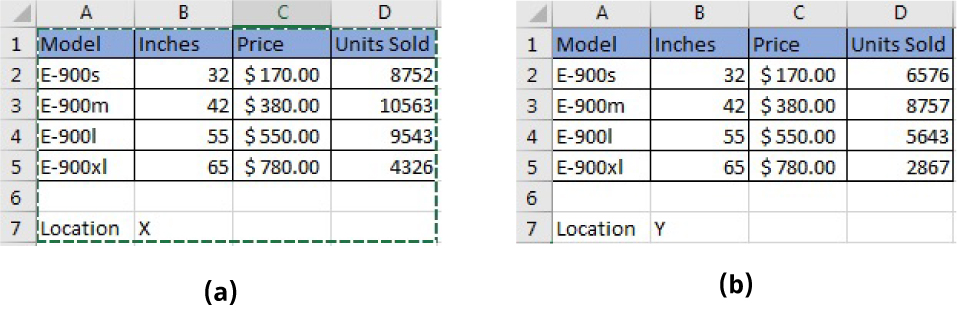 A B C D
1 Model Inches Price Units Sold
2 E-900s 32 $ 170.00 8752
3 E-900m 42 $ 380.00 10563
4 E-900l 55 $ 550.00 9543
5 E-900xl 65 $ 780.00 4326
6
7 Location X
(a)
A B C D
1 Model Inches Price Units Sold
2 E-900s 32 $ 170.00 6576
3 E-900m 42 $ 380.00 8757
4 E-900l 55 $ 550.00 5643
5 E-900xl 65 $ 780.00 2867
6
7 Location Y
(b)